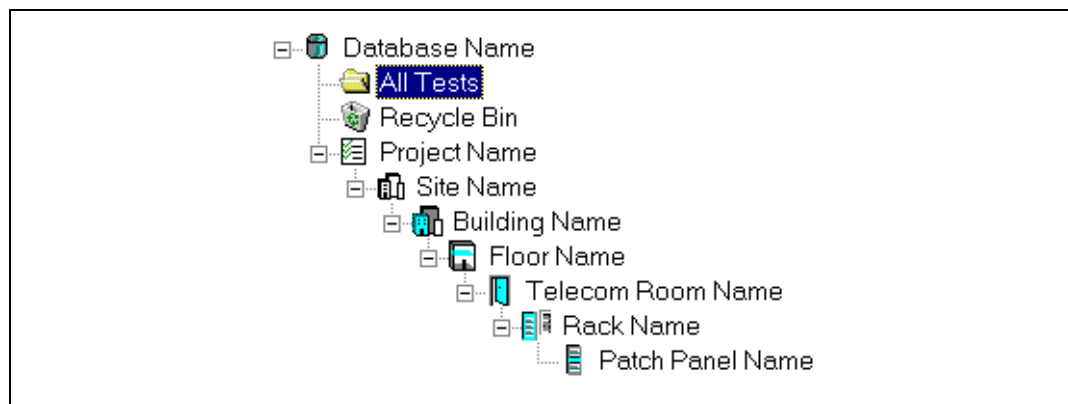 Database Name
All Tests
Recycle Bin
Project Name
Site Name
Building Name
Floor Name
Telecom Room Name
Rack Name
Patch Panel Name